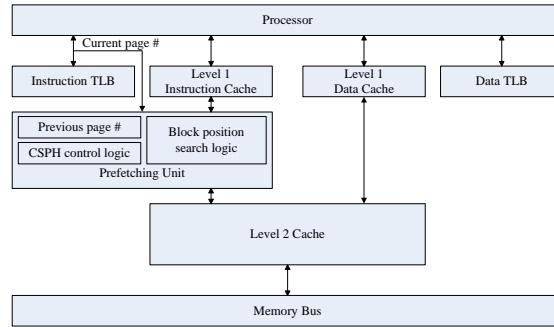 Processor
Current page #
Instruction TLB
Level 1
Instruction Cache
Level 1
Data Cache
Data TLB
Previous page #
CSPH control logic
Block position
search logic
Prefetching Unit
Level 2 Cache
Memory Bus